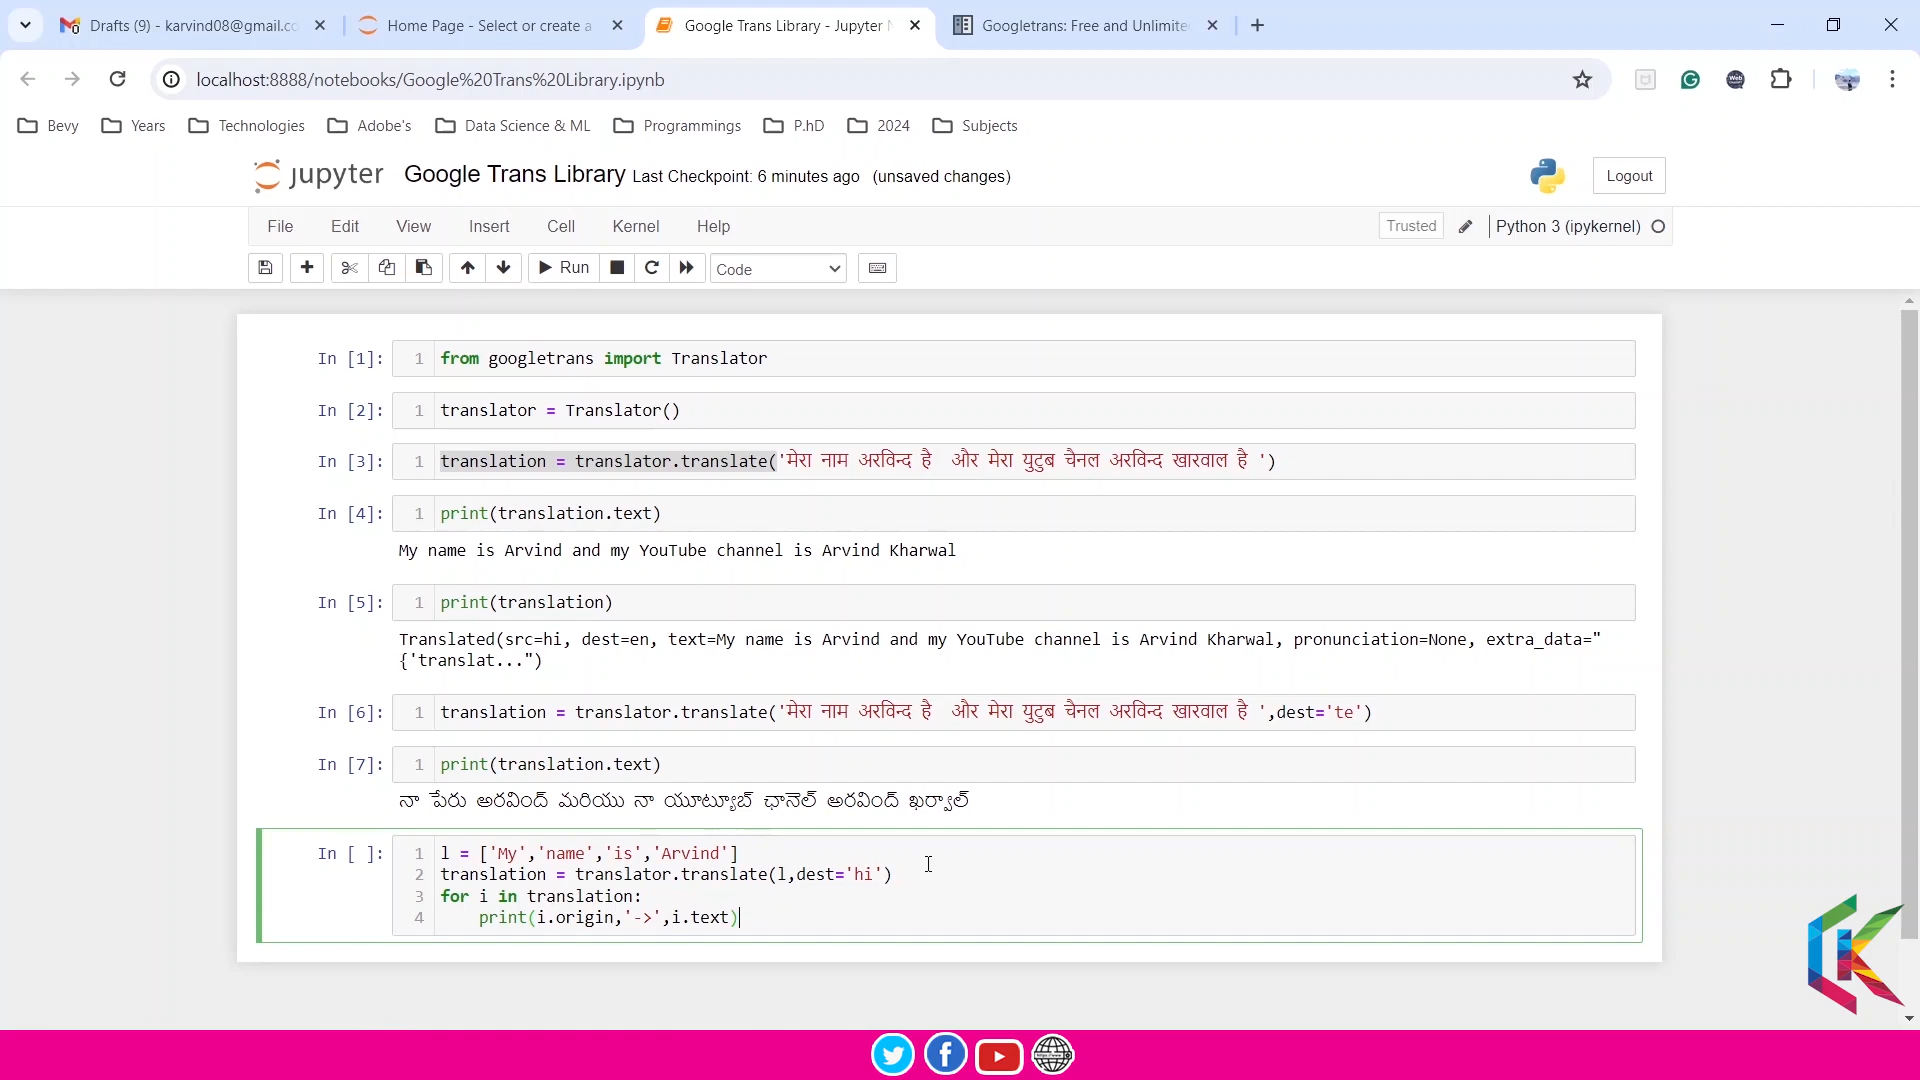 Drafts (9) - karvind08@gmail.co
Home Page - Select or create a
Google Trans Library - Jupyter N
Googletrans: Free and Unlimite
localhost:8888/notebooks/Google%20Trans%20Library.ipynb
Bevy Years Technologies Adobe's Data Science & ML Programmings P.hD 2024 Subjects
jupyter Google Trans Library Last Checkpoint: 6 minutes ago (unsaved changes)
Logout
File Edit View Insert Cell Kernel Help
Trusted Python 3 (ipykernel)
Run Code
In [1]: 1 from googletrans import Translator
In [2]: 1 translator = Translator()
In [3]: 1 translation = translator.translate('मेरा नाम अरविन्द है  और मेरा युटुब चैनल अरविन्द खारवाल है ')
In [4]: 1 print(translation.text)
My name is Arvind and my YouTube channel is Arvind Kharwal
In [5]: 1 print(translation)
Translated(src=hi, dest=en, text=My name is Arvind and my YouTube channel is Arvind Kharwal, pronunciation=None, extra_data="
{'translat...")
In [6]: 1 translation = translator.translate('मेरा नाम अरविन्द है  और मेरा युटुब चैनल अरविन्द खारवाल है ',dest='te')
In [7]: 1 print(translation.text)
నా పేరు అరవింద్ మరియు నా యూట్యూబ్ ఛానెల్ అరవింద్ ఖర్వాల్
In [ ]: 1 l = ['My','name','is','Arvind']
2 translation = translator.translate(l,dest='hi')
3 for i in translation:
4     print(i.origin,'->',i.text)